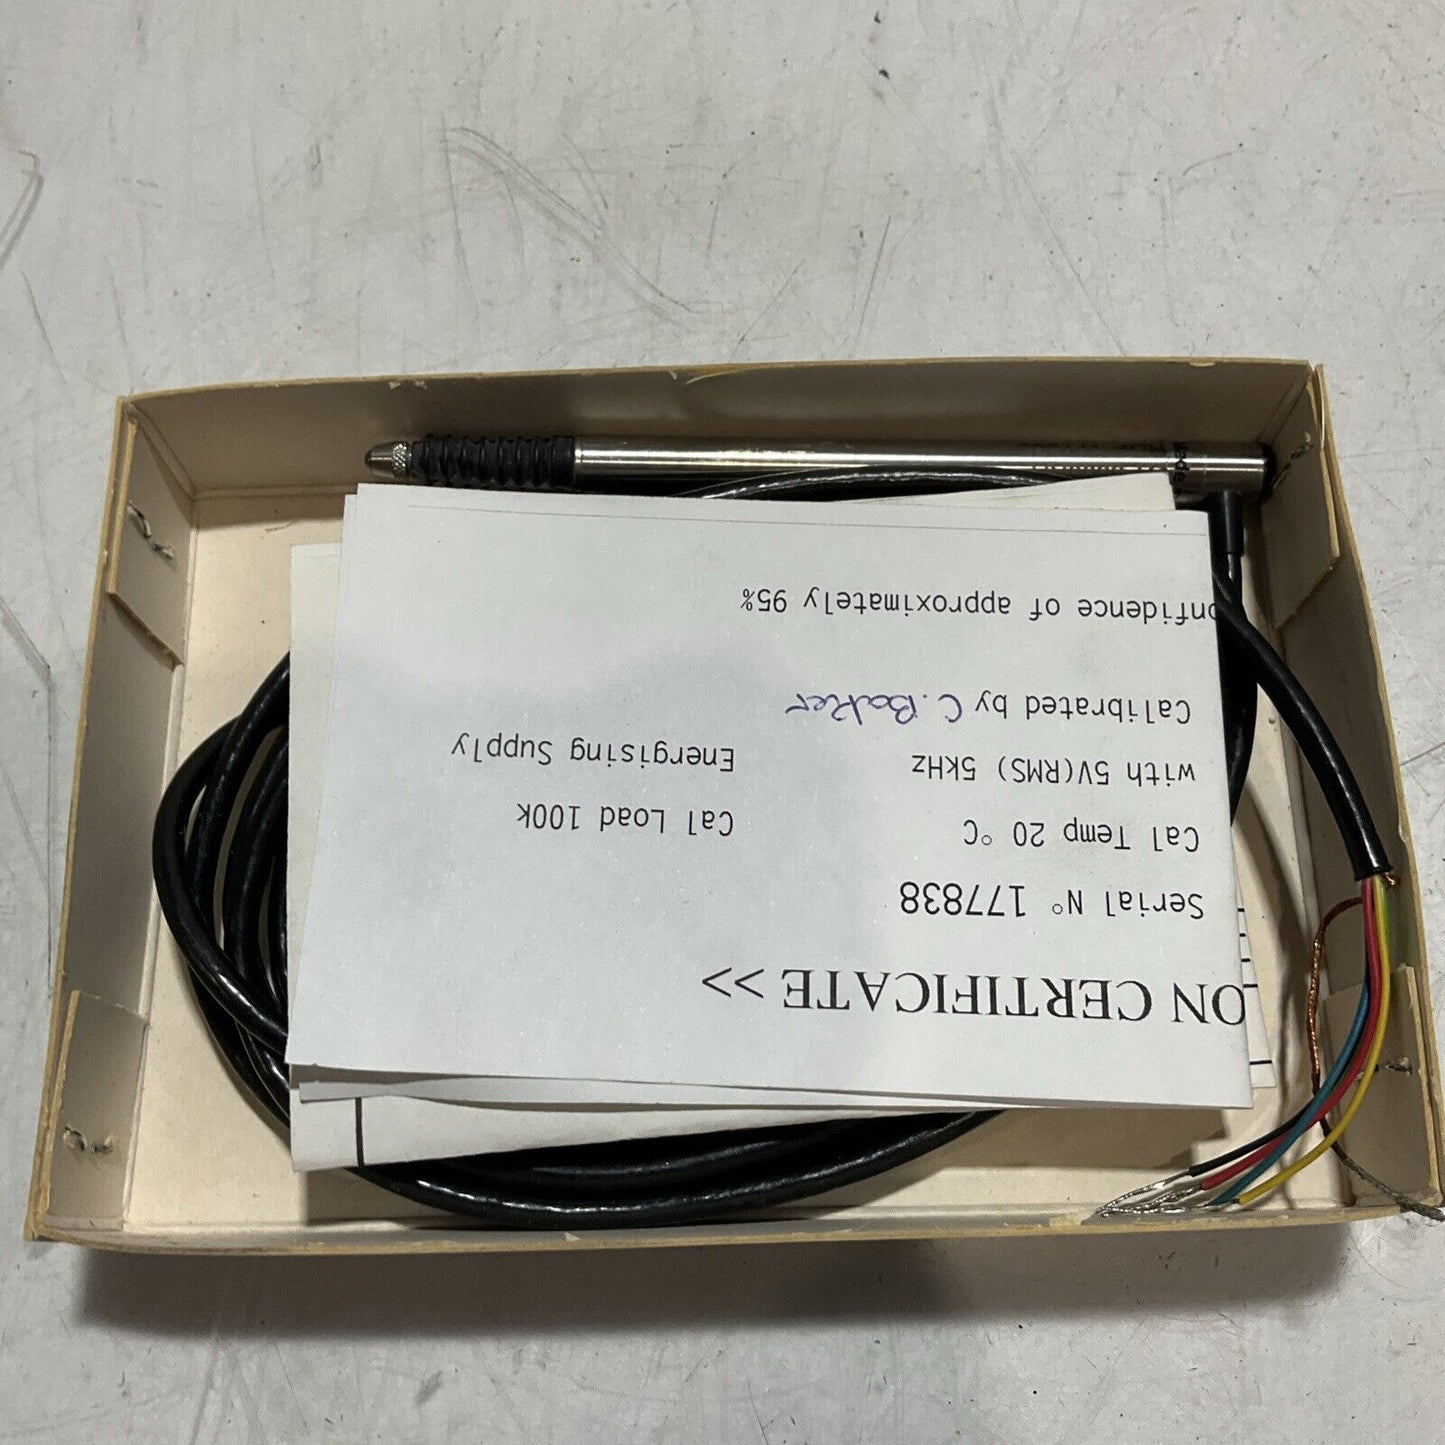 ON CERTIFICATE >>
Serial N° 177838
Cal Temp 20 °C Cal Load 100k
with 5V(RMS) 5kHz Energising Supply
Calibrated by C. Baker
onfidence of approximately 95%